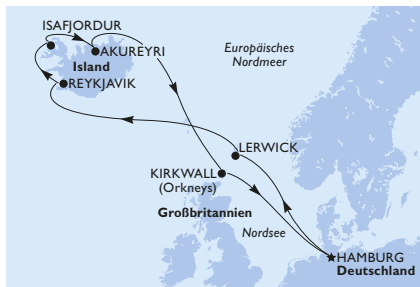 ISAFJORDUR
AKUREYRI
Island
REYKJAVIK
Europäisches
Nordmeer
LERWICK
KIRKWALL
(Orkneys)
Großbritannien
Nordsee
HAMBURG
Deutschland